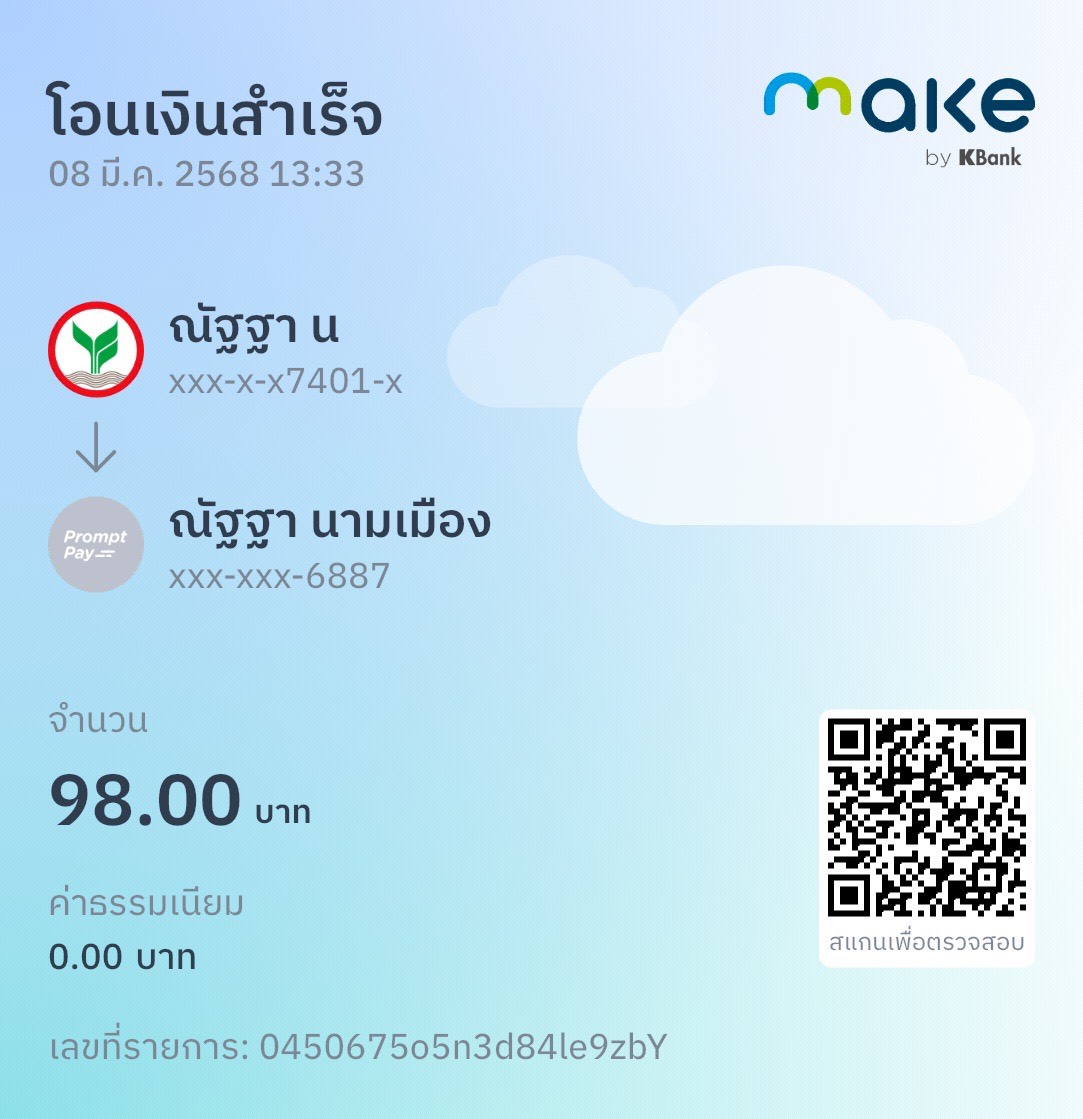 โอนเงินสำเร็จ
08 มี.ค. 2568 13:33
make
by KBank
ณัฐฐา น
xxx-x-x7401-x
Prompt
Pay
ณัฐฐา นามเมือง
xxx-xxx-6887
จำนวน
98.00 บาท
ค่าธรรมเนียม
0.00 บาท
สแกนเพื่อตรวจสอบ
เลขที่รายการ: 0450675o5n3d84le9zbY